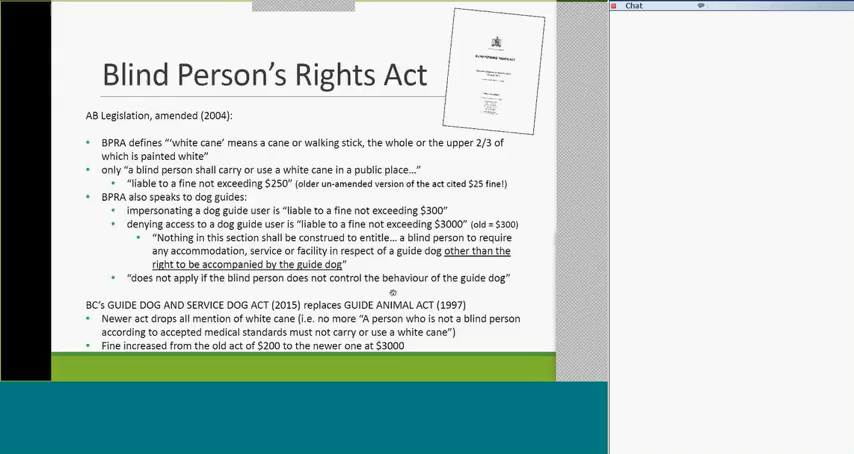 Chat
Blind Person's Rights Act
AB Legislation, amended (2004):
• BPRA defines "'white cane' means a cane or walking stick, the whole or the upper 2/3 of
which is painted white"
• only "a blind person shall carry or use a white cane in a public place…"
• "liable to a fine not exceeding $250" (older un-amended version of the act cited $25 fine!)
• BPRA also speaks to dog guides:
• impersonating a dog guide user is "liable to a fine not exceeding $300"
• denying access to a dog guide user is "liable to a fine not exceeding $3000" (old = $300)
• "Nothing in this section shall be construed to entitle… a blind person to require
any accommodation, service or facility in respect of a guide dog other than the
right to be accompanied by the guide dog"
• "does not apply if the blind person does not control the behaviour of the guide dog"
BC's GUIDE DOG AND SERVICE DOG ACT (2015) replaces GUIDE ANIMAL ACT (1997)
• Newer act drops all mention of white cane (i.e. no more "A person who is not a blind person
according to accepted medical standards must not carry or use a white cane")
• Fine increased from the old act of $200 to the newer one at $3000